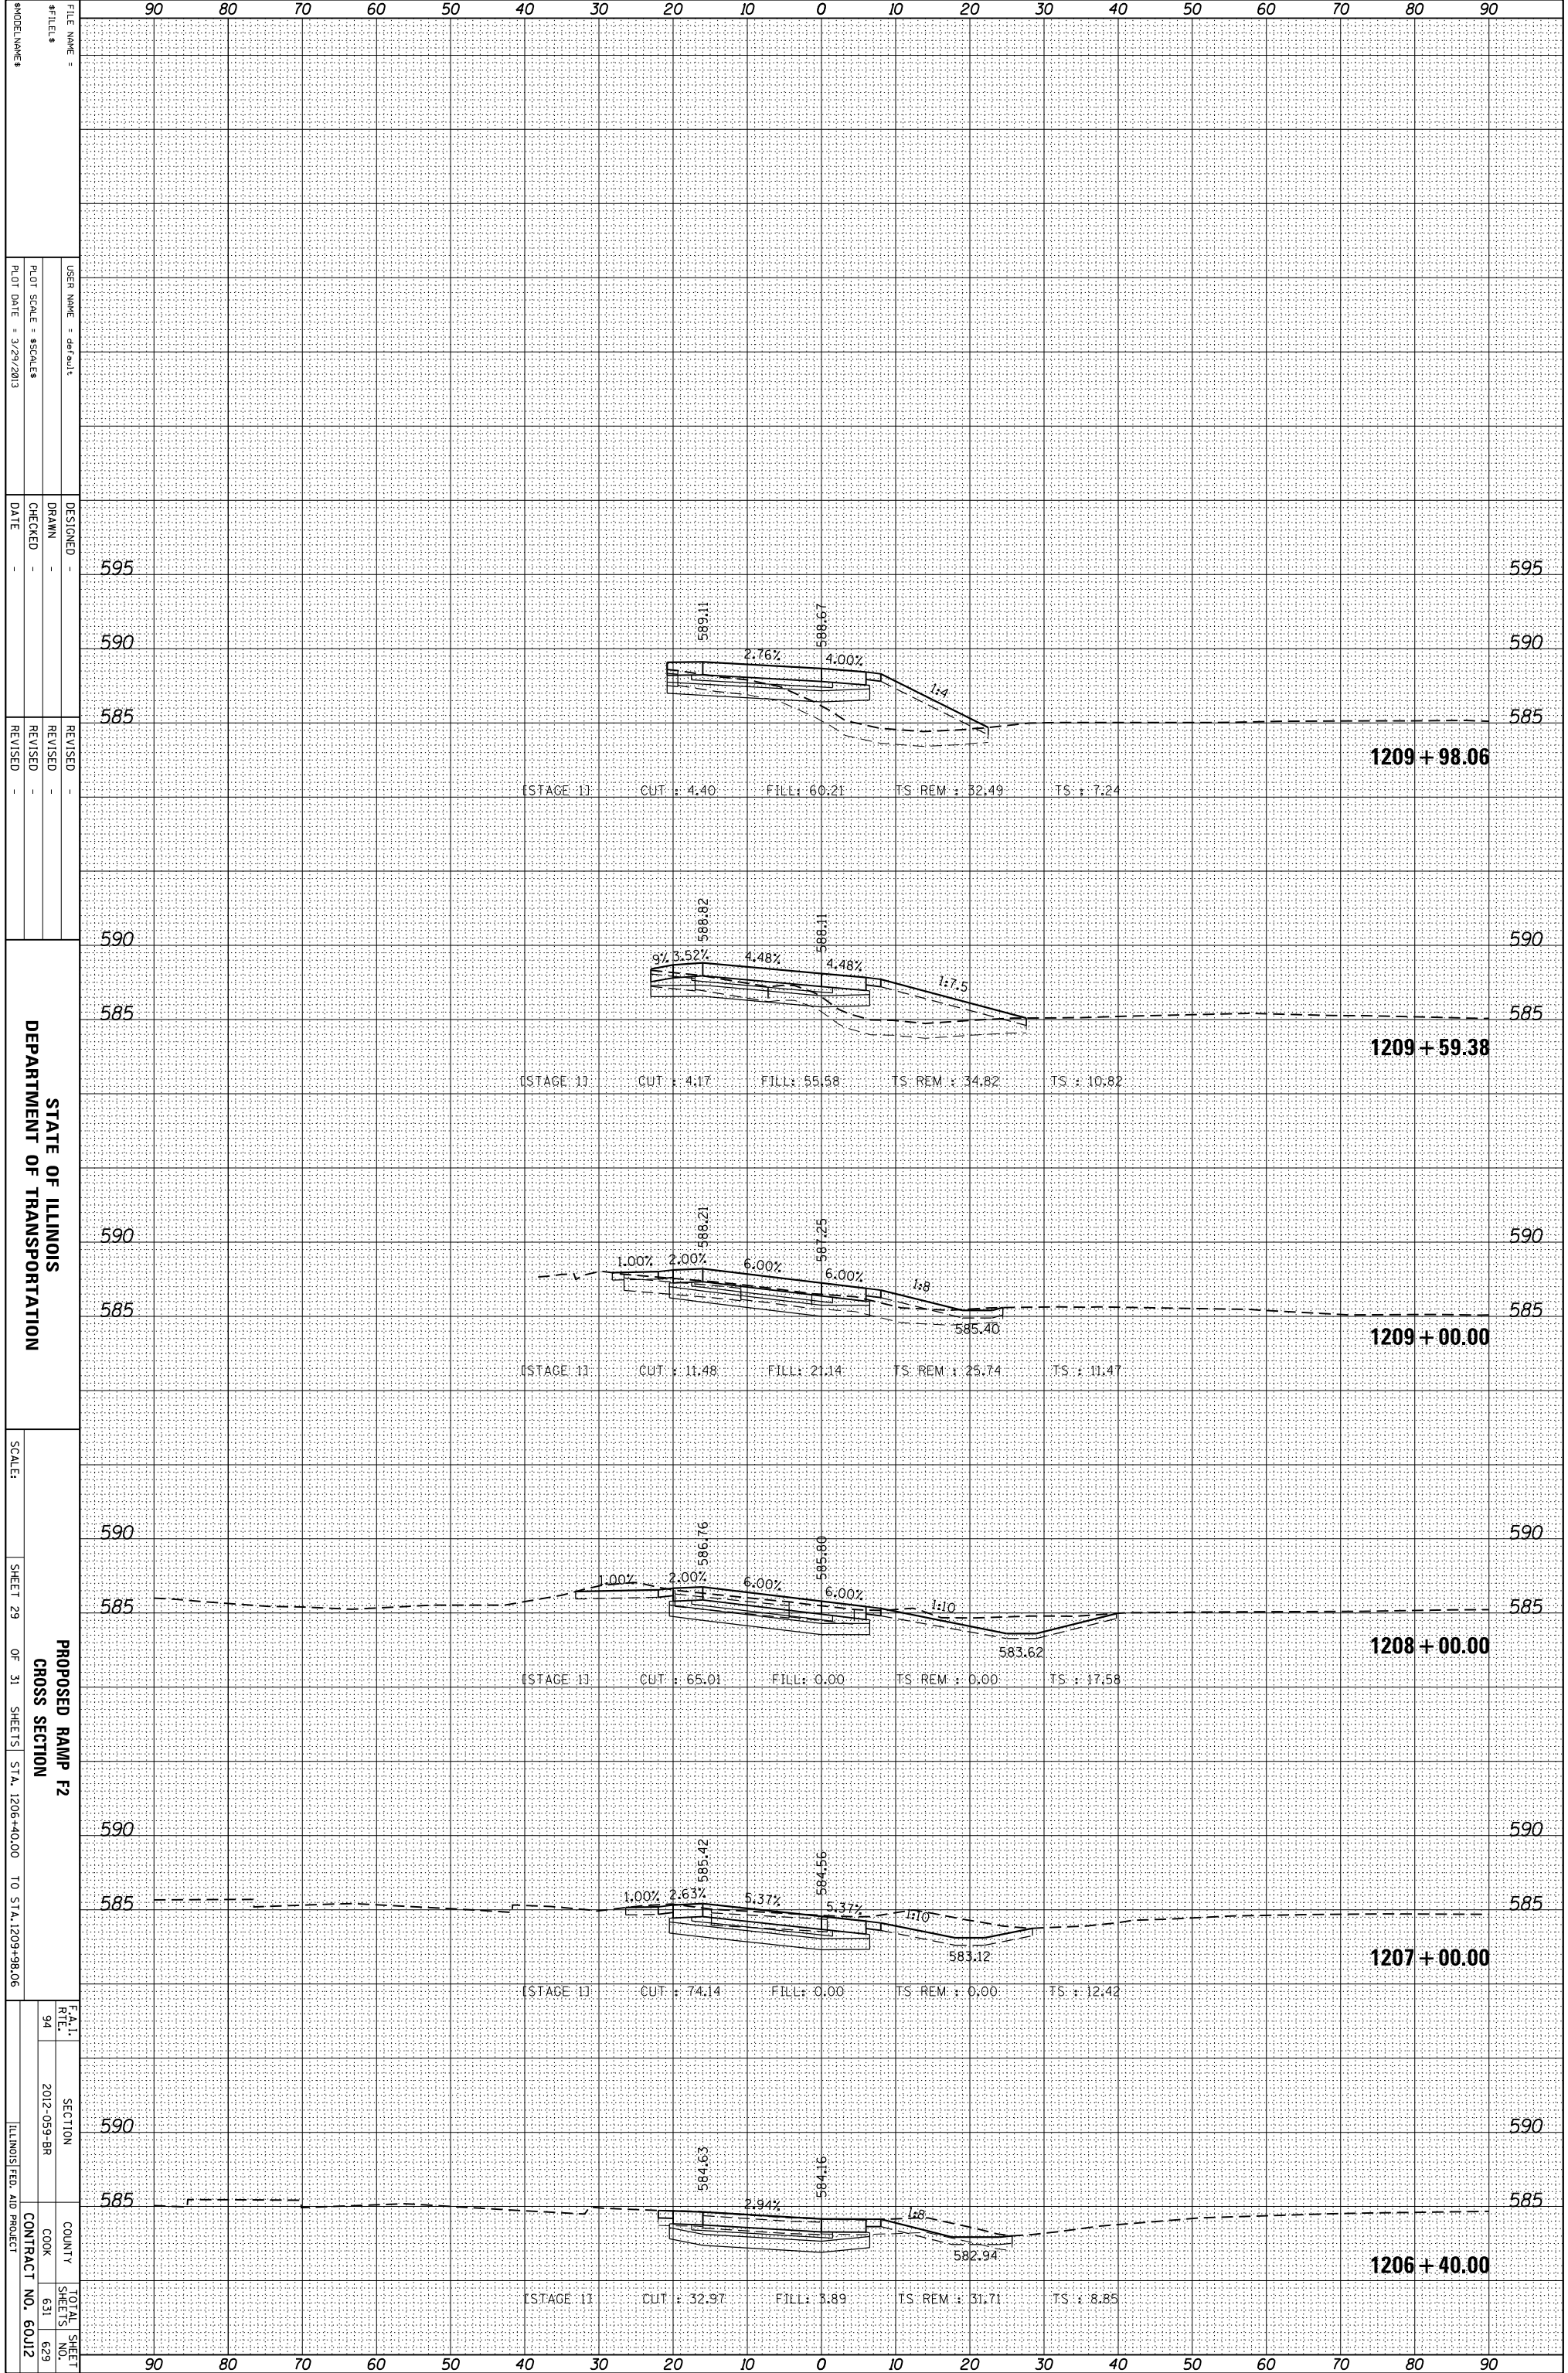 90 80 70 60 50 40 30 20 10 0 10 20 30 40 50 60 70 80 90
595 595
589.11 588.67
590 590
2.76% 4.00%
1:4
585 585
1209+98.06
[STAGE 1] CUT : 4.40 FILL: 60.21 TS REM : 32.49 TS : 7.24
588.82 588.11
590 590
9% 3.52% 4.48% 4.48%
1:7.5
585 585
1209+59.38
[STAGE 1] CUT : 4.17 FILL: 55.58 TS REM : 34.82 TS : 10.82
588.21 587.25
590 590
1.00% 2.00% 6.00% 6.00%
1:8
585 585
585.40
1209+00.00
[STAGE 1] CUT : 11.48 FILL: 21.14 TS REM : 25.74 TS : 11.47
586.76 585.80
590 590
1.00% 2.00% 6.00% 6.00%
1:10
585 585
583.62
1208+00.00
[STAGE 1] CUT : 65.01 FILL: 0.00 TS REM : 0.00 TS : 17.58
590 590
585.42 584.56
1.00% 2.63% 5.37% 5.37%
585 1:10 585
583.12
1207+00.00
[STAGE 1] CUT : 74.14 FILL: 0.00 TS REM : 0.00 TS : 12.42
590 590
584.63 584.16
585 2.94% 1:8 585
582.94
1206+40.00
[STAGE 1] CUT : 32.97 FILL: 3.89 TS REM : 31.71 TS : 8.85
90 80 70 60 50 40 30 20 10 0 10 20 30 40 50 60 70 80 90
FILE NAME =
$FILEL$
$MODELNAME$
USER NAME = default
PLOT SCALE = $SCALE$
PLOT DATE = 3/29/2013
DESIGNED -
DRAWN -
CHECKED -
DATE -
REVISED -
REVISED -
REVISED -
REVISED -
STATE OF ILLINOIS
DEPARTMENT OF TRANSPORTATION
PROPOSED RAMP F2
CROSS SECTION
SCALE: SHEET 29 OF 31 SHEETS STA. 1206+40.00 TO STA. 1209+98.06
F.A.I. RTE. SECTION COUNTY TOTAL SHEETS SHEET NO.
94 2012-059-BR COOK 631 629
CONTRACT NO. 60J12
ILLINOIS FED. AID PROJECT